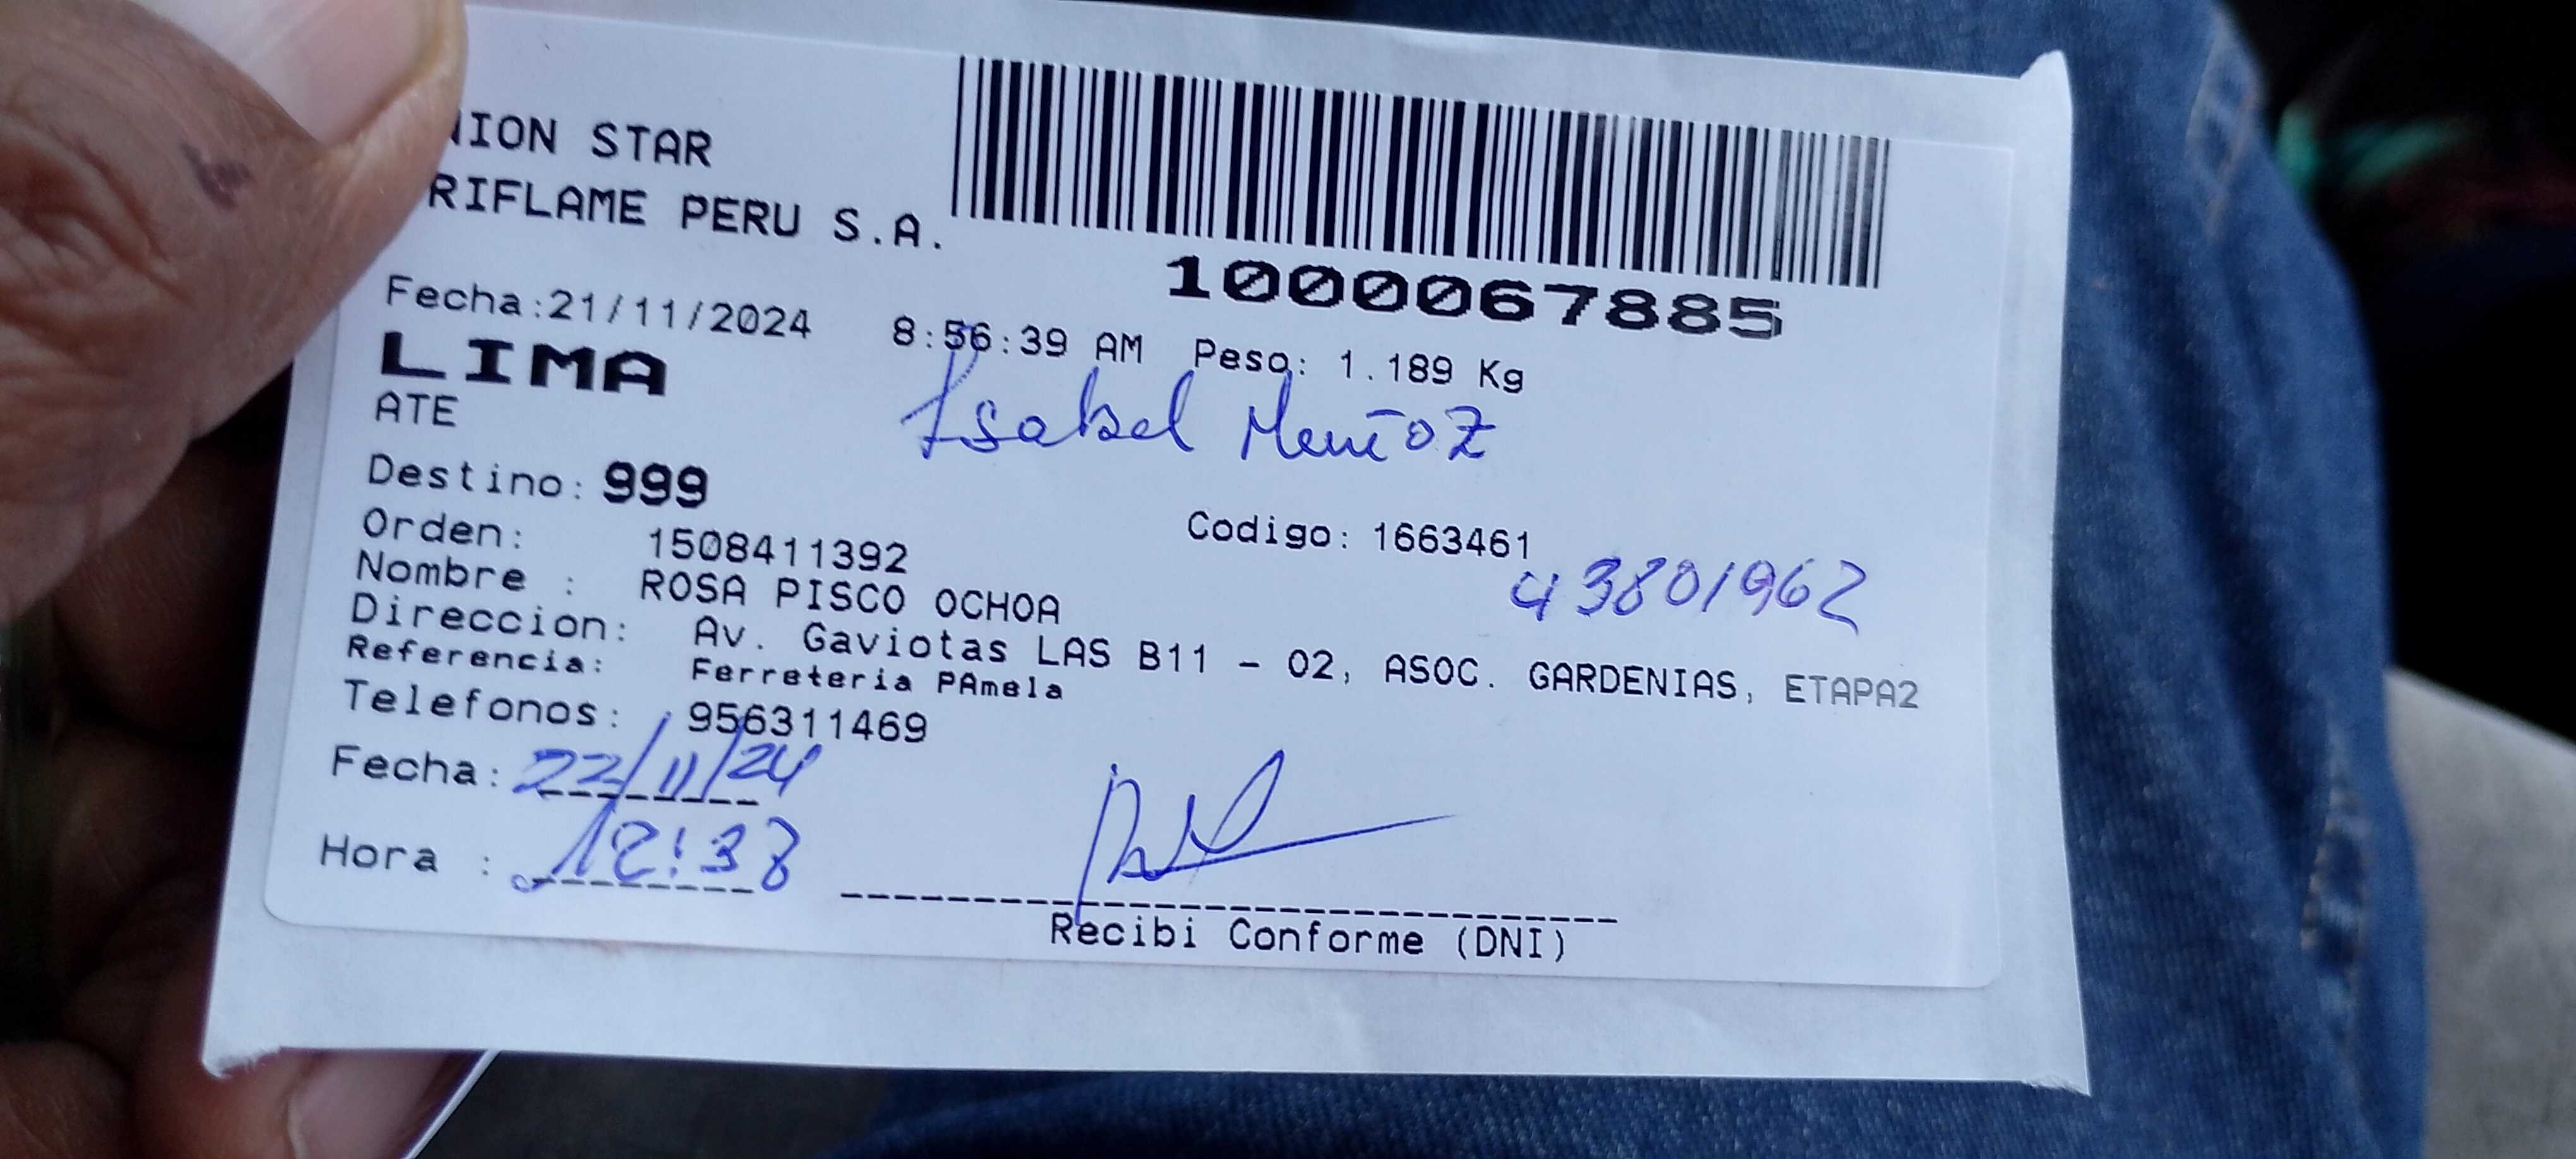 NION STAR
RIFLAME PERU S.A.
1000067885
Fecha:21/11/2024 8:56:39 AM Peso: 1.189 Kg
LIMA
ATE
Isabel Muñoz
Destino: 999
Orden: 1508411392 Codigo: 1663461
43801962
Nombre : ROSA PISCO OCHOA
Direccion: Av. Gaviotas LAS B11 - 02, ASOC. GARDENIAS, ETAPA2
Referencia: Ferreteria PAmela
Telefonos: 956311469
Fecha: 22/11/24
Hora : 12:38
Recibi Conforme (DNI)